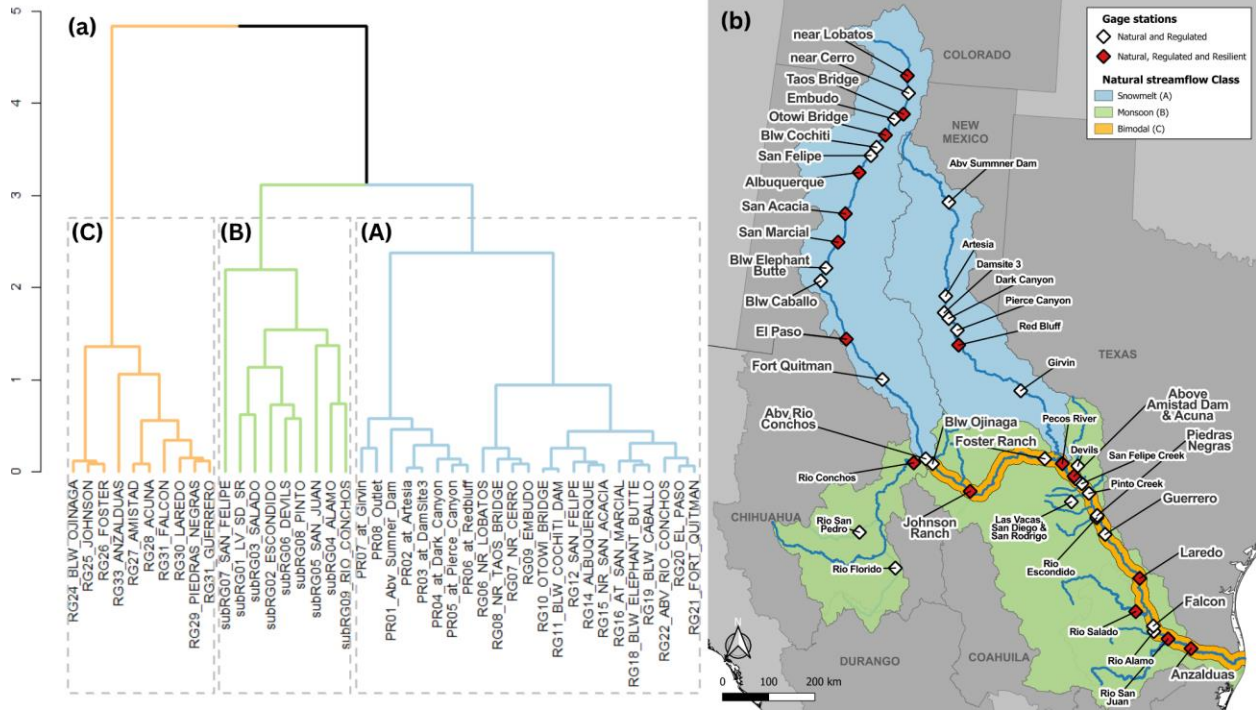 (a)
5
4
3
2
1
0
(C)
(B)
(A)
RG24_BLW_OJINAGA
RG25_JOHNSON
RG26_FOSTER
RG33_ANZALDUAS
RG27_AMISTAD
RG28_ACUNA
RG31_FALCON
RG30_LAREDO
RG29_PIEDRAS_NEGRAS
RG31_GUERRERO
subRG07_SAN_FELIPE
subRG01_LV_SD_SR
subRG03_SALADO
subRG02_ESCONDIDO
subRG06_DEVILS
subRG08_PINTO
subRG05_SAN_JUAN
subRG04_ALAMO
subRG09_RIO_CONCHOS
PR07_at_Girvin
PR08_Outlet
PR01_Abv_Sumner_Dam
PR02_at_Artesia
PR03_at_DamSite3
PR04_at_Dark_Canyon
PR05_at_Pierce_Canyon
PR06_at_Redbluff
RG06_NR_LOBATOS
RG08_NR_TAOS_BRIDGE
RG07_NR_CERRO
RG09_EMBUDO
RG10_OTOWI_BRIDGE
RG11_BLW_COCHITI_DAM
RG12_SAN_FELIPE
RG14_ALBUQUERQUE
RG15_NR_SAN_ACACIA
RG16_AT_SAN_MARCIAL
RG18_BLW_ELEPHANT_BUTTE
RG19_BLW_CABALLO
RG22_ABV_RIO_CONCHOS
RG20_EL_PASO
RG21_FORT_QUITMAN
(b)
Gage stations
Natural and Regulated
Natural, Regulated and Resilient
Natural streamflow Class
Snowmelt (A)
Monsoon (B)
Bimodal (C)
COLORADO
NEW
MEXICO
TEXAS
CHIHUAHUA
DURANGO
COAHUILA
near Lobatos
near Cerro
Taos Bridge
Embudo
Otowi Bridge
Blw Cochiti
San Felipe
Albuquerque
San Acacia
San Marcial
Blw Elephant
Butte
Blw Caballo
El Paso
Fort Quitman
Abv Rio
Conchos
Rio Conchos
Rio San
Pedro
Rio Florido
Abv Summner Dam
Artesia
Damsite 3
Dark Canyon
Pierce Canyon
Red Bluff
Girvin
Blw Ojinaga
Foster Ranch
Johnson
Ranch
Pecos River
Devils
Above
Amistad Dam
& Acuna
Piedras
Negras
San Felipe Creek
Pinto Creek
Guerrero
Las Vacas,
San Diego &
San Rodrigo
Rio
Escondido
Laredo
Falcon
Rio Salado
Rio Alamo
Rio San
Juan
Anzalduas
N
0 100 200 km